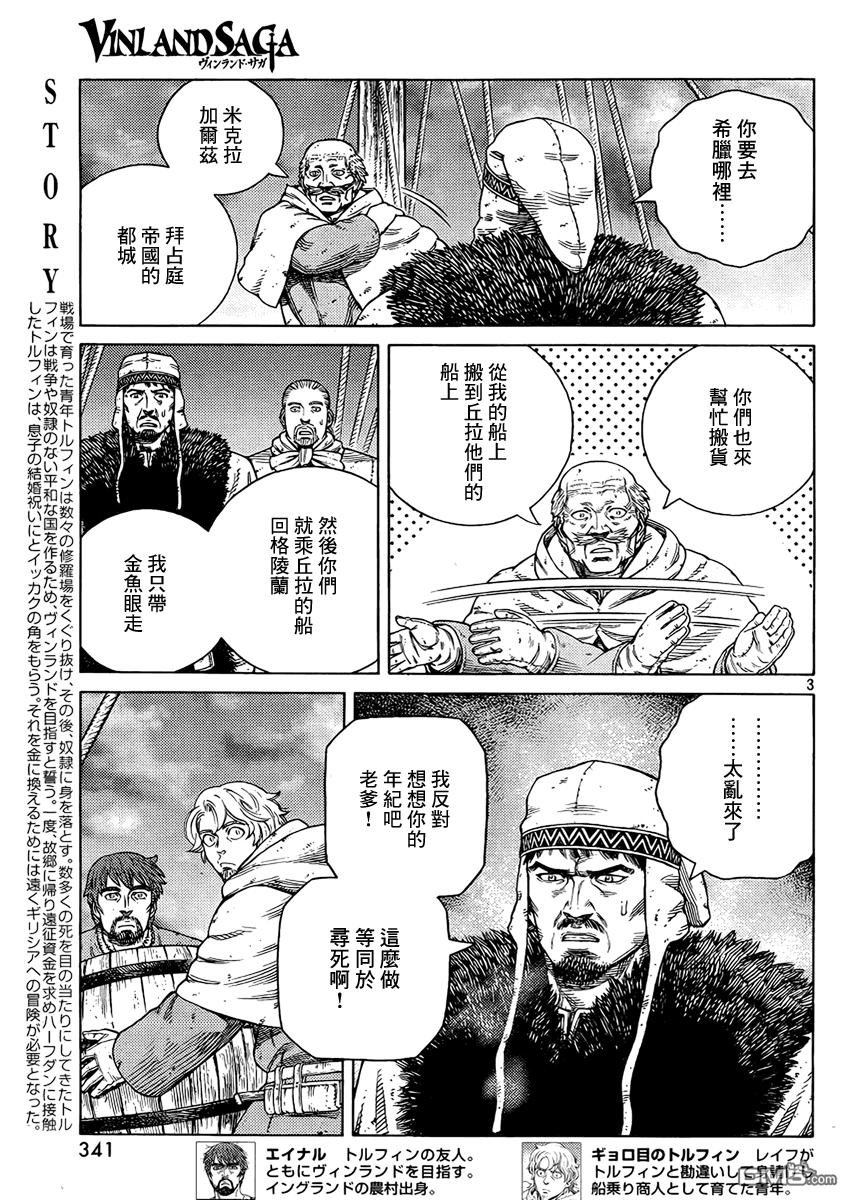 VINLAND SAGA
ヴィンランド・サガ
你要去
希臘哪裡……
米克拉
加爾茲
拜占庭
帝國的
都城
你們也來
幫忙搬貨
從我的船上
搬到丘拉他們的
船上
然後你們
就乘丘拉的船
回格陵蘭
我只帶
金魚眼走
3
………
………太亂來了
我反對
想想你的
年紀吧
老爹！
這麼做
等同於
尋死啊！
STORY
戦場で育った青年トルフィンは数々の修羅場をくぐり抜け、その後、奴隷に身を落とす。数多くの死を目の当たりにしてきたトル
フィンは戦争や奴隷のない平和な国を作るため、ヴィンランドを目指すと誓う。一度、故郷に帰り遠征資金を求めハーフダンに接触
したトルフィンは、息子の結婚祝いにとイッカクの角をもらう。それを金に換えるためには遠くギリシアへの冒険が必要となった。
341
エイナル トルフィンの友人。
ともにヴィンランドを目指す。
イングランドの農村出身。
ギョロ目のトルフィン レイフが
トルフィンと勘違いし
船乗り商人として育てた青年。